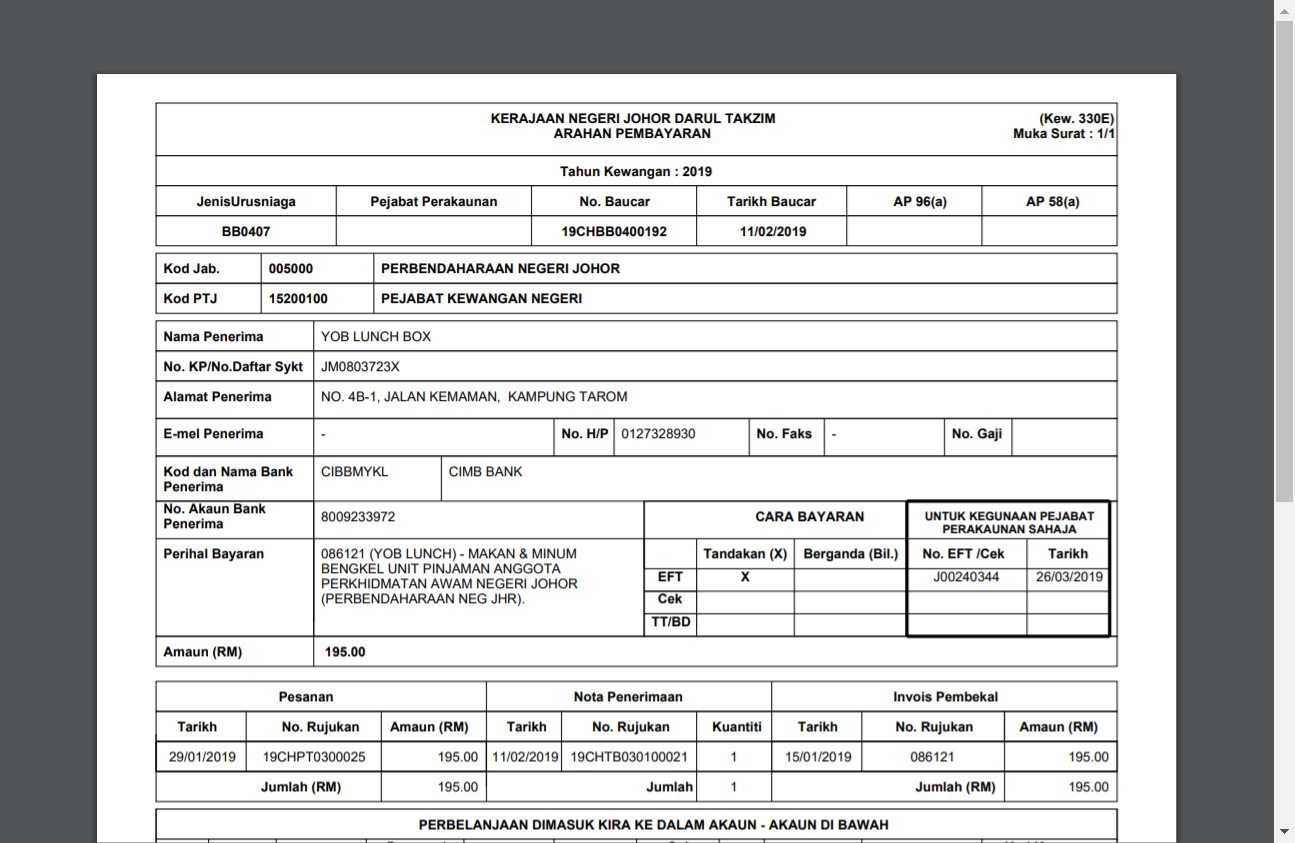 KERAJAAN NEGERI JOHOR DARUL TAKZIM (Kew. 330E)
ARAHAN PEMBAYARAN Muka Surat : 1/1
Tahun Kewangan : 2019
JenisUrusniaga Pejabat Perakaunan No. Baucar Tarikh Baucar AP 96(a) AP 58(a)
BB0407 19CHBB0400192 11/02/2019
Kod Jab. 005000 PERBENDAHARAAN NEGERI JOHOR
Kod PTJ 15200100 PEJABAT KEWANGAN NEGERI
Nama Penerima YOB LUNCH BOX
No. KP/No.Daftar Sykt JM0803723X
Alamat Penerima NO. 4B-1, JALAN KEMAMAN, KAMPUNG TAROM
E-mel Penerima - No. H/P 0127328930 No. Faks - No. Gaji
Kod dan Nama Bank CIBBMYKL CIMB BANK
Penerima
No. Akaun Bank
Penerima 8009233972
CARA BAYARAN
UNTUK KEGUNAAN PEJABAT
PERAKAUNAN SAHAJA
Perihal Bayaran 086121 (YOB LUNCH) - MAKAN & MINUM
BENGKEL UNIT PINJAMAN ANGGOTA
PERKHIDMATAN AWAM NEGERI JOHOR
(PERBENDAHARAAN NEG JHR).
Tandakan (X) Berganda (Bil.) No. EFT /Cek Tarikh
EFT X J00240344 26/03/2019
Cek
TT/BD
Amaun (RM) 195.00
Pesanan Nota Penerimaan Invois Pembekal
Tarikh No. Rujukan Amaun (RM) Tarikh No. Rujukan Kuantiti Tarikh No. Rujukan Amaun (RM)
29/01/2019 19CHPT0300025 195.00 11/02/2019 19CHTB030100021 1 15/01/2019 086121 195.00
Jumlah (RM) 195.00 Jumlah 1 Jumlah (RM) 195.00
PERBELANJAAN DIMASUK KIRA KE DALAM AKAUN - AKAUN DI BAWAH